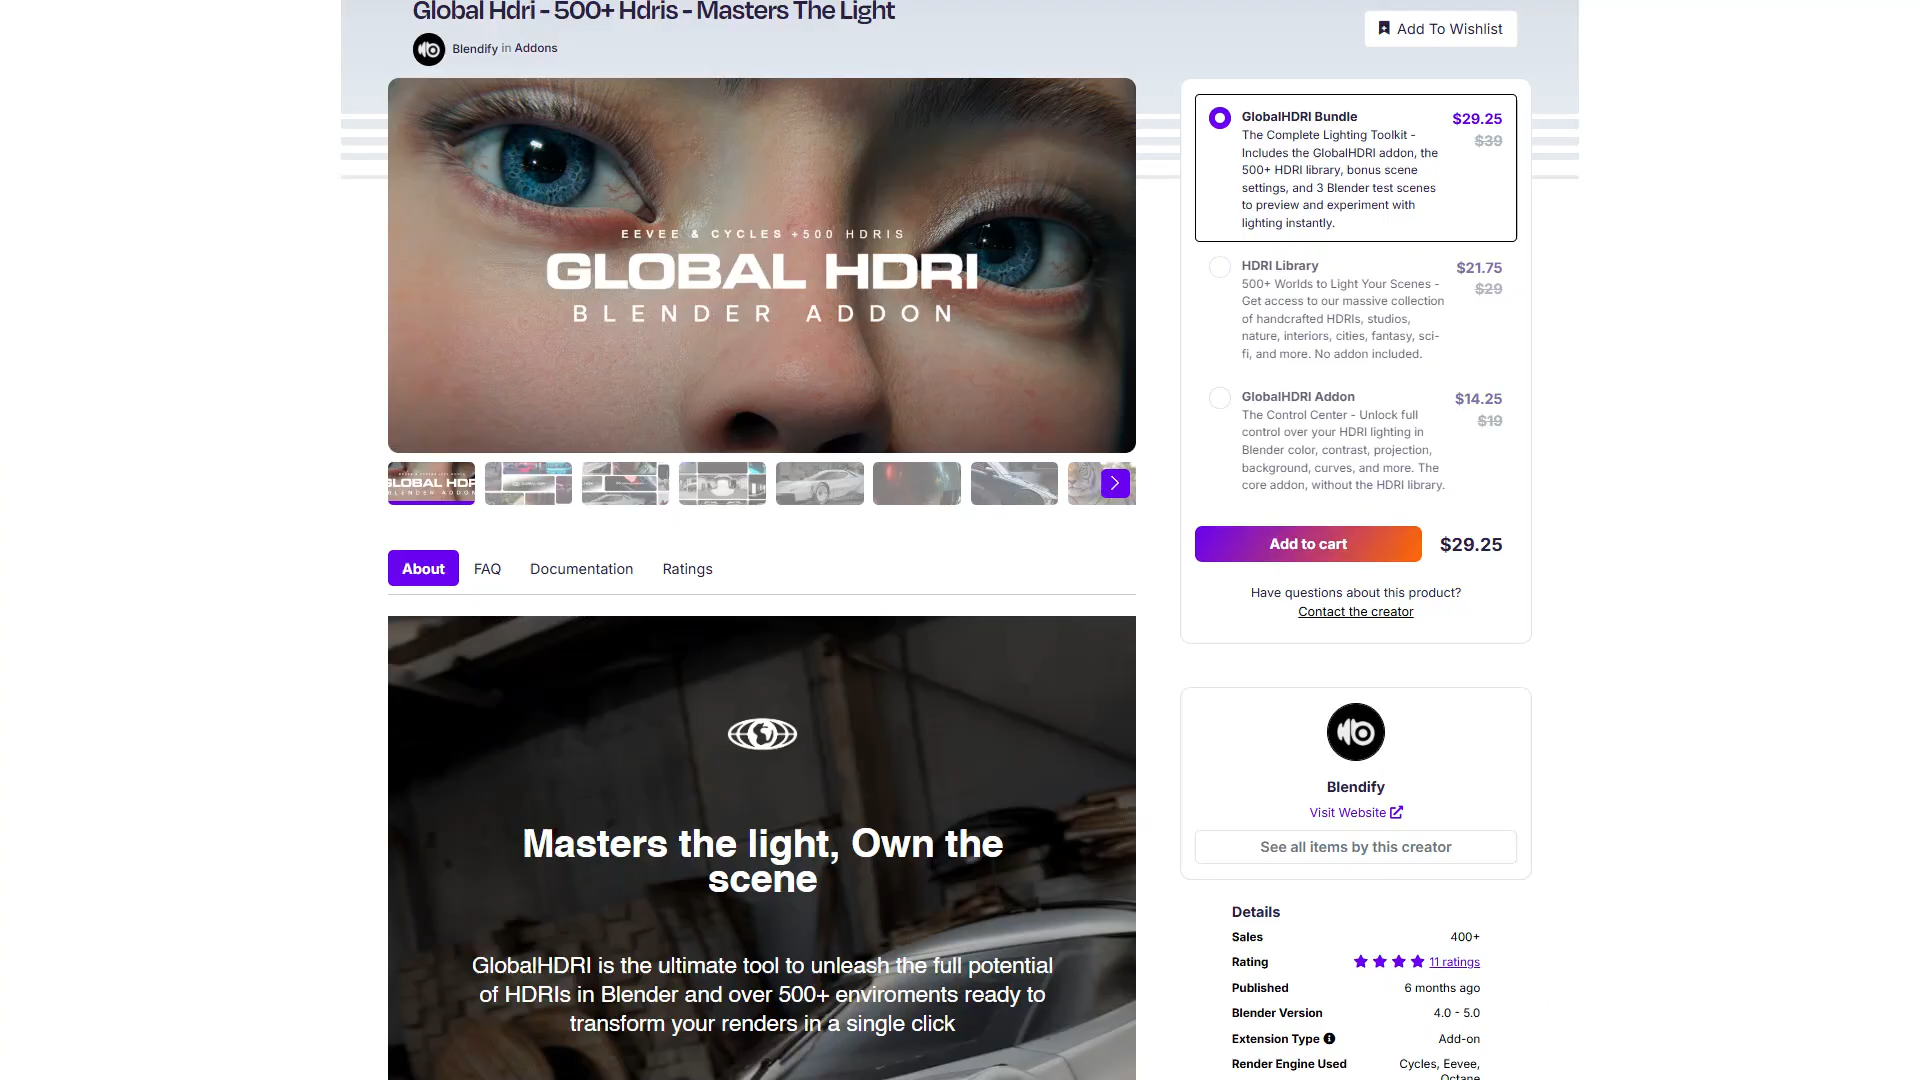 Global Hdri - 500+ Hdris - Masters The Light
Blendify in Addons
Add To Wishlist
EEVEE & CYCLES +500 HDRIS
GLOBAL HDRI
BLENDER ADDON
GlobalHDRI Bundle
$29.25
$39
The Complete Lighting Toolkit -
Includes the GlobalHDRI addon, the
500+ HDRI library, bonus scene
settings, and 3 Blender test scenes
to preview and experiment with
lighting instantly.
HDRI Library
$21.75
$29
500+ Worlds to Light Your Scenes -
Get access to our massive collection
of handcrafted HDRIs, studios,
nature, interiors, cities, fantasy, sci-
fi, and more. No addon included.
GlobalHDRI Addon
$14.25
$19
The Control Center - Unlock full
control over your HDRI lighting in
Blender color, contrast, projection,
background, curves, and more. The
core addon, without the HDRI library.
Add to cart
$29.25
Have questions about this product?
Contact the creator
About
FAQ
Documentation
Ratings
Masters the light, Own the
scene
GlobalHDRI is the ultimate tool to unleash the full potential
of HDRIs in Blender and over 500+ enviroments ready to
transform your renders in a single click
Blendify
Visit Website
See all items by this creator
Details
Sales 400+
Rating 11 ratings
Published 6 months ago
Blender Version 4.0 - 5.0
Extension Type Add-on
Render Engine Used Cycles, Eevee,
Octane